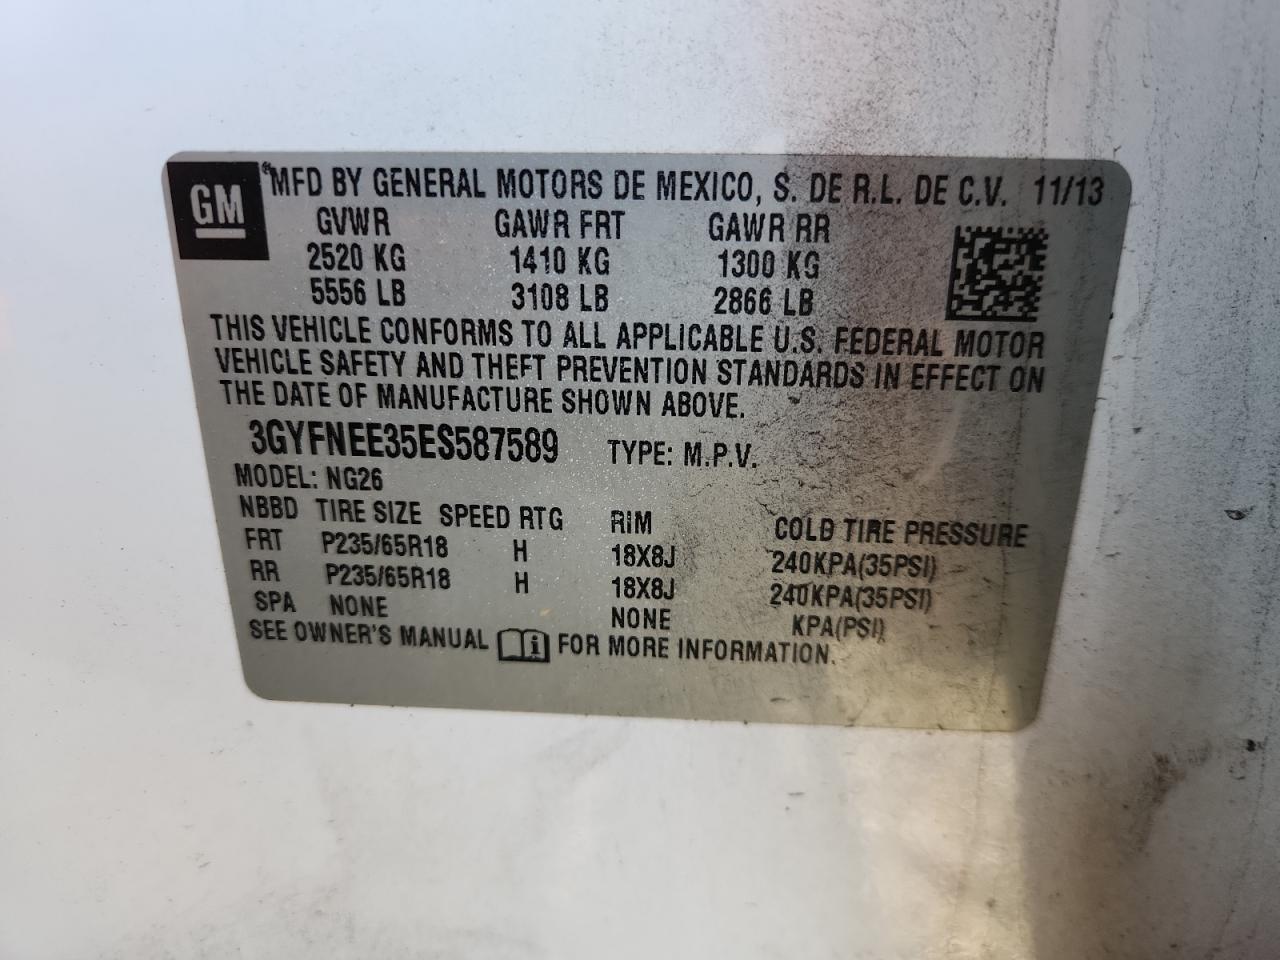 GM
"MFD BY GENERAL MOTORS DE MEXICO, S. DE R.L. DE C.V. 11/13
GVWR GAWR FRT GAWR RR
2520 KG 1410 KG 1300 KG
5556 LB 3108 LB 2866 LB
THIS VEHICLE CONFORMS TO ALL APPLICABLE U.S. FEDERAL MOTOR
VEHICLE SAFETY AND THEFT PREVENTION STANDARDS IN EFFECT ON
THE DATE OF MANUFACTURE SHOWN ABOVE.
3GYFNEE35ES587589 TYPE: M.P.V.
MODEL: NG26
NBBD TIRE SIZE SPEED RTG RIM COLD TIRE PRESSURE
FRT P235/65R18 H 18X8J 240KPA(35PSI)
RR P235/65R18 H 18X8J 240KPA(35PSI)
SPA NONE NONE KPA(PSI)
SEE OWNER'S MANUAL i FOR MORE INFORMATION.